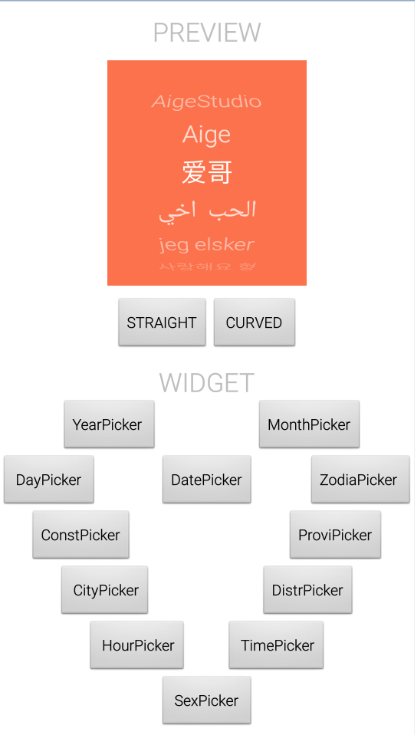 PREVIEW
AigeStudio
Aige
爱哥
الحب اخي
jeg elsker
STRAIGHT CURVED
WIDGET
YearPicker MonthPicker
DayPicker DatePicker ZodiaPicker
ConstPicker ProviPicker
CityPicker DistrPicker
HourPicker TimePicker
SexPicker